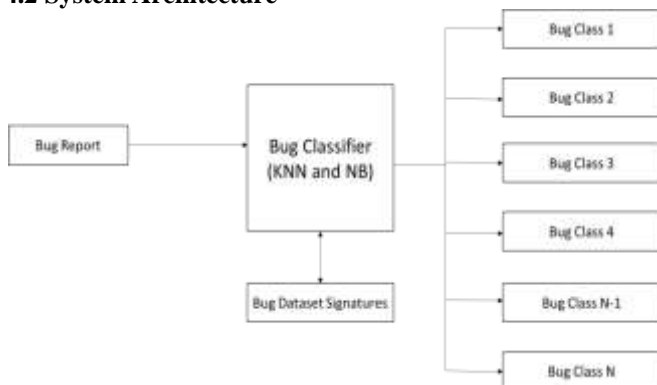 4.2 System Architecture
Bug Report
Bug Classifier
(KNN and NB)
Bug Dataset Signatures
Bug Class 1
Bug Class 2
Bug Class 3
Bug Class 4
Bug Class N-1
Bug Class N